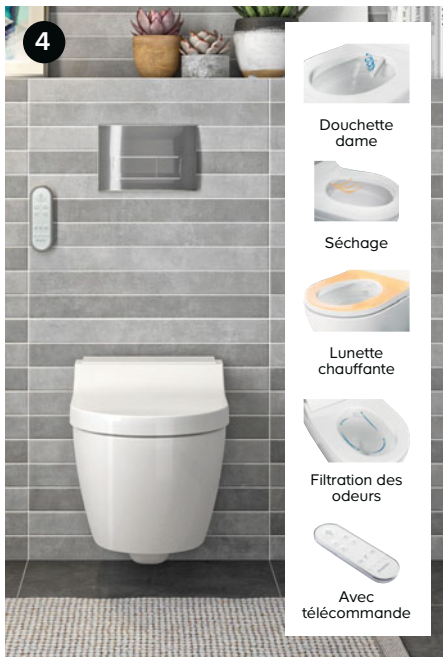 4
Douchette
dame
Séchage
Lunette
chauffante
Filtration des
odeurs
Avec
télécommande